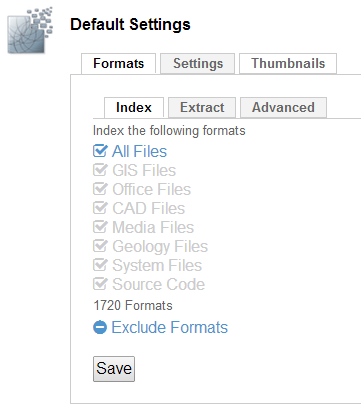 Default Settings
Formats Settings Thumbnails
Index Extract Advanced
Index the following formats
All Files
GIS Files
Office Files
CAD Files
Media Files
Geology Files
System Files
Source Code
1720 Formats
Exclude Formats
Save